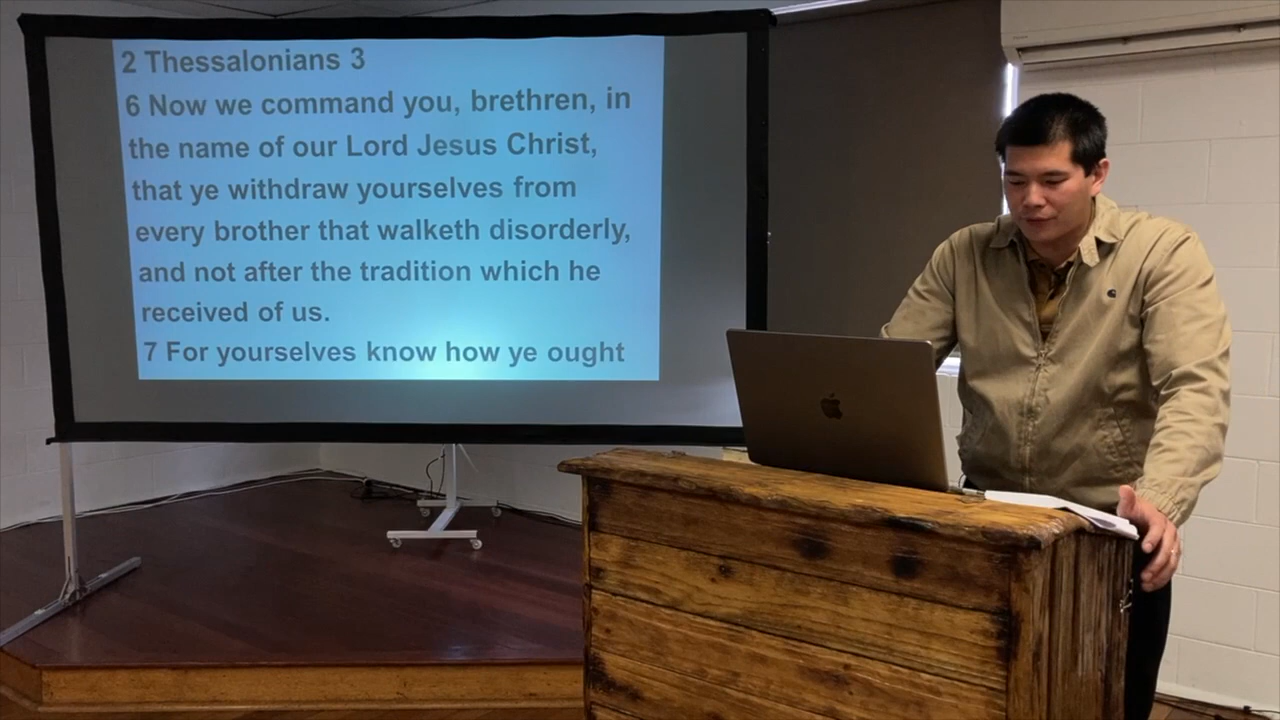 2 Thessalonians 3
6 Now we command you, brethren, in
the name of our Lord Jesus Christ,
that ye withdraw yourselves from
every brother that walketh disorderly,
and not after the tradition which he
received of us.
7 For yourselves know how ye ought